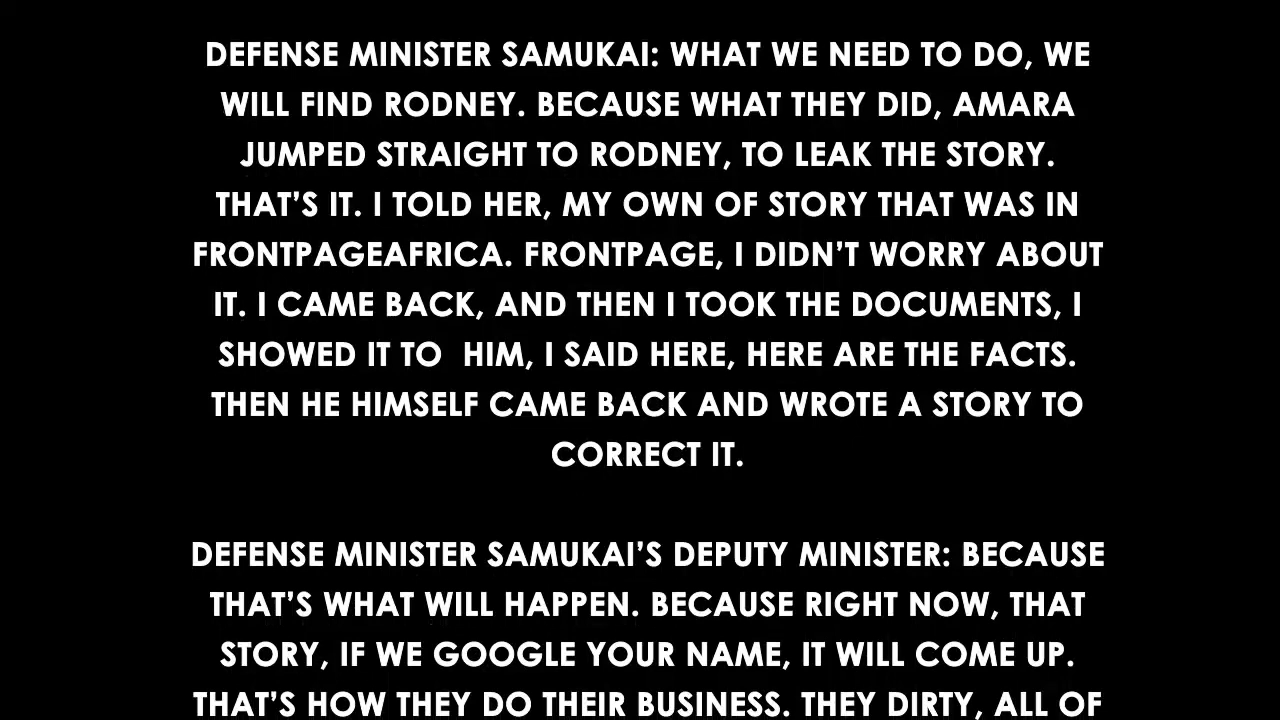 DEFENSE MINISTER SAMUKAI: WHAT WE NEED TO DO, WE
WILL FIND RODNEY. BECAUSE WHAT THEY DID, AMARA
JUMPED STRAIGHT TO RODNEY, TO LEAK THE STORY.
THAT'S IT. I TOLD HER, MY OWN OF STORY THAT WAS IN
FRONTPAGEAFRICA. FRONTPAGE, I DIDN'T WORRY ABOUT
IT. I CAME BACK, AND THEN I TOOK THE DOCUMENTS, I
SHOWED IT TO  HIM, I SAID HERE, HERE ARE THE FACTS.
THEN HE HIMSELF CAME BACK AND WROTE A STORY TO
CORRECT IT.
DEFENSE MINISTER SAMUKAI'S DEPUTY MINISTER: BECAUSE
THAT'S WHAT WILL HAPPEN. BECAUSE RIGHT NOW, THAT
STORY, IF WE GOOGLE YOUR NAME, IT WILL COME UP.
THAT'S HOW THEY DO THEIR BUSINESS. THEY DIRTY, ALL OF